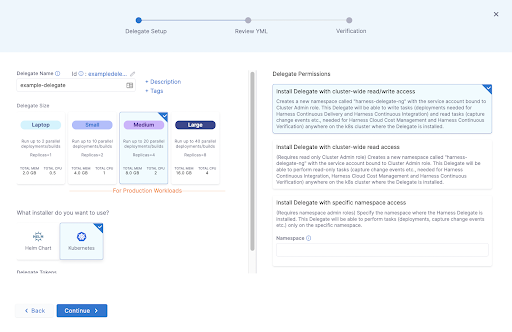 Delegate Setup
Review YML
Verification
Delegate Name
Id : exampledele...
example-delegate
+ Description
+ Tags
Delegate Size
Laptop
Run up to 2 parallel
deployments/builds
Replicas=1
TOTAL MEM TOTAL CPU
2.0 GB 0.5
Small
Run up to 10 parallel
deployments/builds
Replicas=2
TOTAL MEM TOTAL CPU
4.0 GB 1
Medium
Run up to 20 parallel
deployments/builds
TOTAL MEM TOTAL CPU
8.0 GB 2
Large
Run up to 40 parallel
deployments/builds
TOTAL MEM TOTAL CPU
16.0 GB 4
For Production Workloads
What installer do you want to use?
HELM
Helm Chart
Kubernetes
Delegate Tokens
Delegate Permissions
Install Delegate with cluster-wide read/write access
Creates a new namespace called "harness-delegate-ng" with the service account bound to
Cluster Admin role. This Delegate will be able to write tasks (deployments needed for
Harness Continuous Delivery and Harness Continuous Integration) and read tasks (capture
change events etc., needed for Harness Cloud Cost Management and Harness Continuous
Verification) anywhere on the k8s cluster where the Delegate is installed.
Install Delegate with cluster-wide read access
(Requires read only Cluster Admin role) Creates a new namespace called "harness-
delegate-ng" with the service account bound to Cluster Admin role. This Delegate will be
able to perform read-only tasks (capture change events etc., needed for Harness
Continuous Integration, Harness Cloud Cost Management and Harness Continuous
Verification) anywhere on the k8s cluster where the Delegate is installed.
Install Delegate with specific namespace access
(Requires namespace admin roles) Specify the namespace where the Harness Delegate is
installed. This Delegate will be able to perform tasks (deployments, capture change events
etc.) only on the specific namespace.
Namespace
Back
Continue